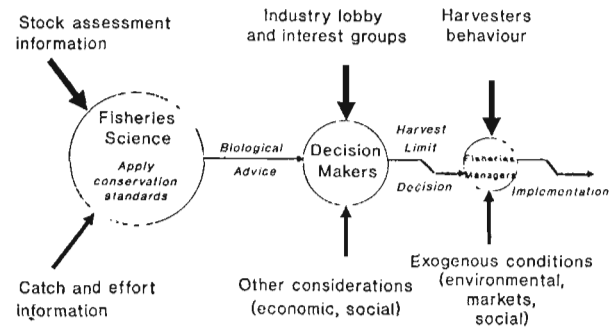 Stock assessment
information
Industry lobby
and interest groups
Harvesters
behaviour
Fisheries
Science
Apply
conservation
standards
Biological
Advice
Decision
Makers
Harvest
Limit
Decision
Fisheries
Managers
Implementation
Catch and effort
information
Other considerations
(economic, social)
Exogenous conditions
(environmental,
markets,
social)